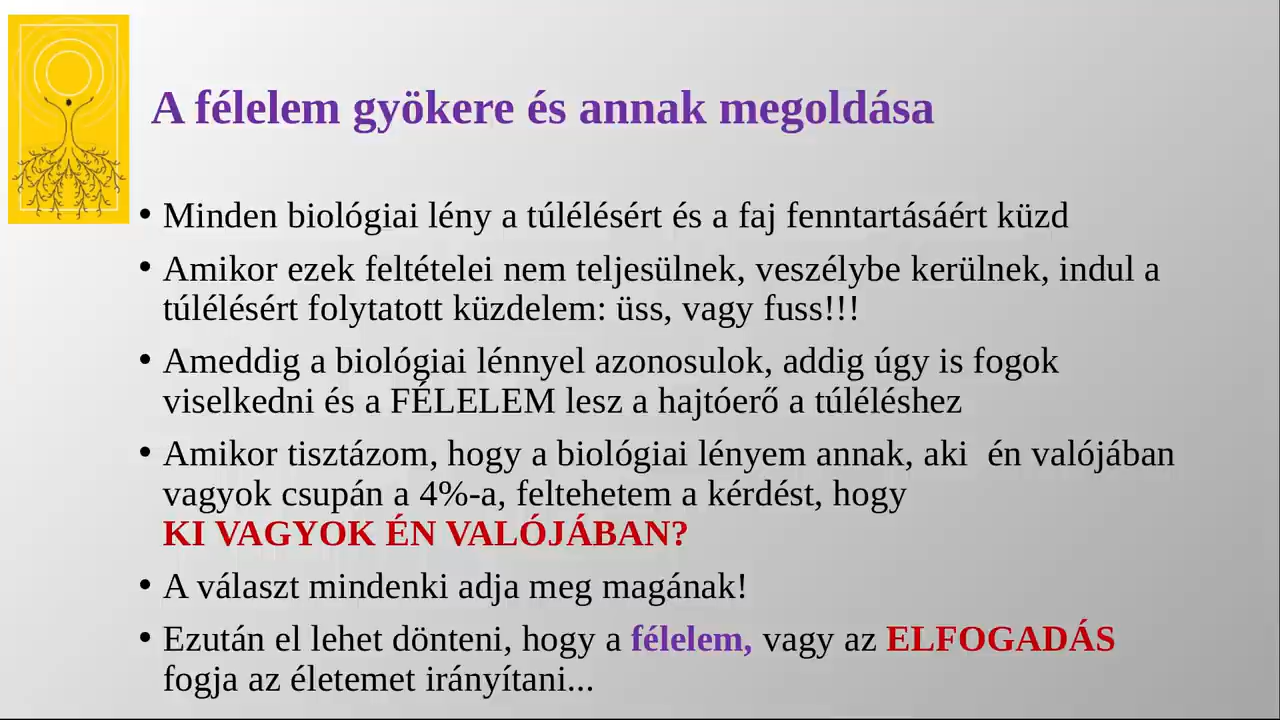 A félelem gyökere és annak megoldása
• Minden biológiai lény a túlélésért és a faj fenntartásáért küzd
• Amikor ezek feltételei nem teljesülnek, veszélybe kerülnek, indul a
túlélésért folytatott küzdelem: üss, vagy fuss!!!
• Ameddig a biológiai lénnyel azonosulok, addig úgy is fogok
viselkedni és a FÉLELEM lesz a hajtóerő a túléléshez
• Amikor tisztázom, hogy a biológiai lényem annak, aki  én valójában
vagyok csupán a 4%-a, feltehetem a kérdést, hogy
KI VAGYOK ÉN VALÓJÁBAN?
• A választ mindenki adja meg magának!
• Ezután el lehet dönteni, hogy a félelem, vagy az ELFOGADÁS
fogja az életemet irányítani...